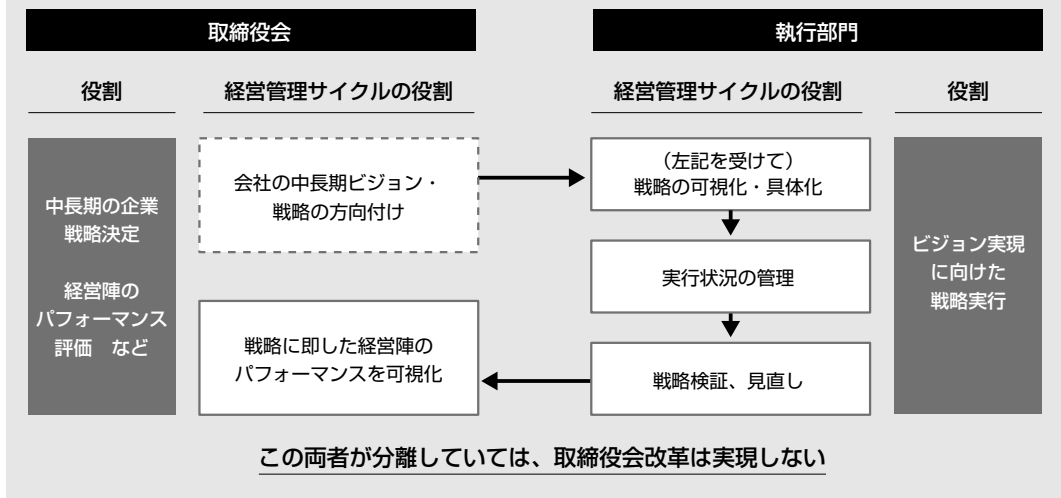 取締役会
執行部門
役割
経営管理サイクルの役割
経営管理サイクルの役割
役割
中長期の企業
戦略決定
経営陣の
パフォーマンス
評価　など
会社の中長期ビジョン・
戦略の方向付け
戦略に即した経営陣の
パフォーマンスを可視化
（左記を受けて）
戦略の可視化・具体化
実行状況の管理
戦略検証、見直し
ビジョン実現
に向けた
戦略実行
この両者が分離していては、取締役会改革は実現しない